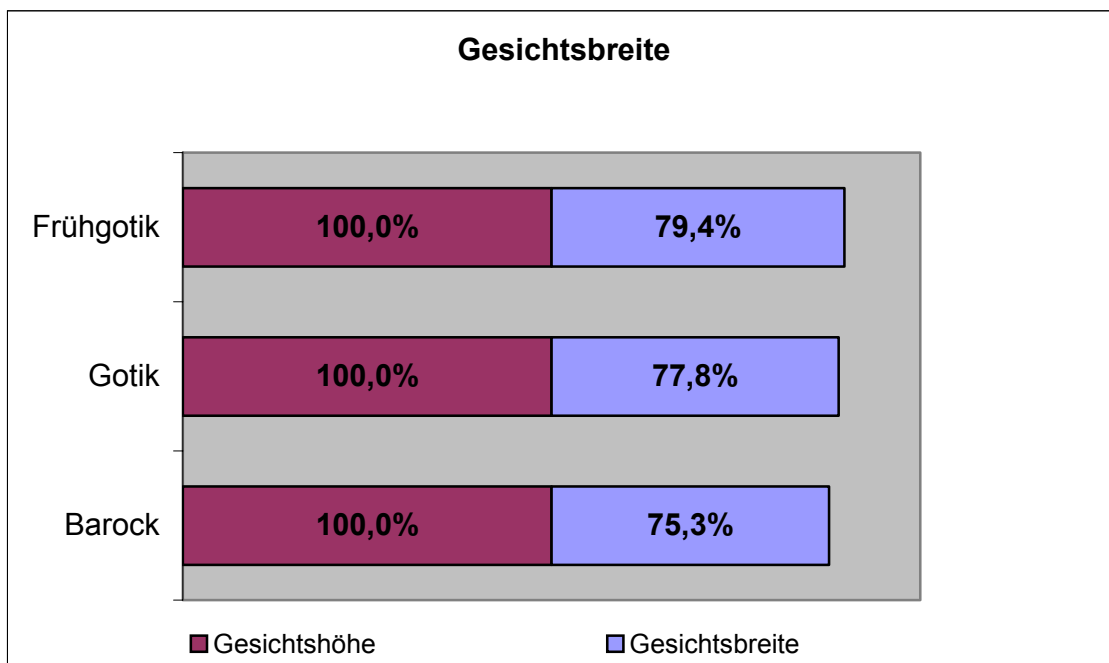 Gesichtsbreite
Frühgotik 100,0% 79,4%
Gotik 100,0% 77,8%
Barock 100,0% 75,3%
Gesichtshöhe Gesichtsbreite